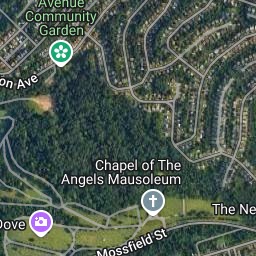 Avenue
Community
Garden
on Ave
Chapel of The
Angels Mausoleum
Dove
The Ne
Mossfield St